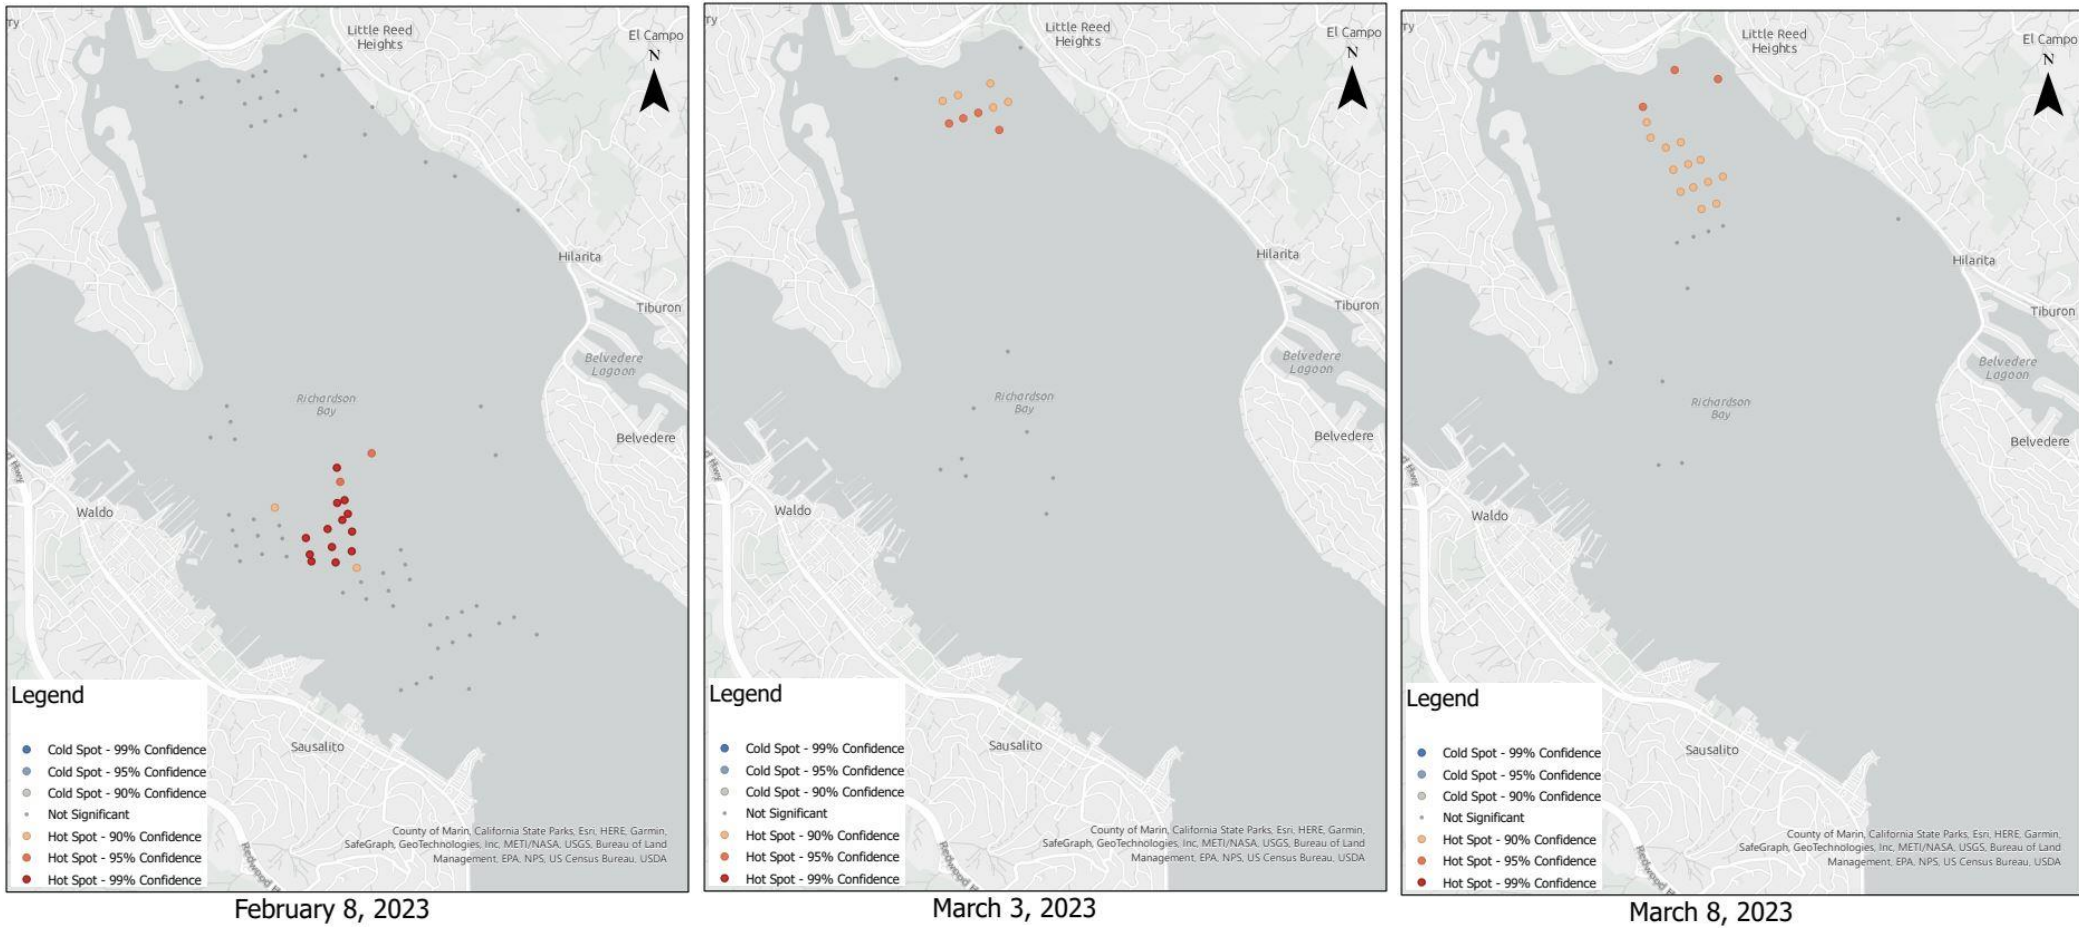 ry
Little Reed
Heights
El Campo
N
Hilarita
Tiburon
Belvedere
Lagoon
Richardson
Bay
Belvedere
Hwy
Waldo
Sausalito
Legend
Cold Spot - 99% Confidence
Cold Spot - 95% Confidence
Cold Spot - 90% Confidence
Not Significant
Hot Spot - 90% Confidence
Hot Spot - 95% Confidence
Hot Spot - 99% Confidence
County of Marin, California State Parks, Esri, HERE, Garmin,
SafeGraph, GeoTechnologies, Inc, METI/NASA, USGS, Bureau of Land
Management, EPA, NPS, US Census Bureau, USDA
Redwood H
February 8, 2023
ry
Little Reed
Heights
El Campo
N
Hilarita
Tiburon
Belvedere
Lagoon
Richardson
Bay
Belvedere
d Hwy
Waldo
Sausalito
Legend
Cold Spot - 99% Confidence
Cold Spot - 95% Confidence
Cold Spot - 90% Confidence
Not Significant
Hot Spot - 90% Confidence
Hot Spot - 95% Confidence
Hot Spot - 99% Confidence
County of Marin, California State Parks, Esri, HERE, Garmin,
SafeGraph, GeoTechnologies, Inc, METI/NASA, USGS, Bureau of Land
Management, EPA, NPS, US Census Bureau, USDA
Redwood H
March 3, 2023
ry
Little Reed
Heights
El Campo
N
Hilarita
Tiburon
Belvedere
Lagoon
Richardson
Bay
Belvedere
d Hwy
Waldo
Sausalito
Legend
Cold Spot - 99% Confidence
Cold Spot - 95% Confidence
Cold Spot - 90% Confidence
Not Significant
Hot Spot - 90% Confidence
Hot Spot - 95% Confidence
Hot Spot - 99% Confidence
County of Marin, California State Parks, Esri, HERE, Garmin,
SafeGraph, GeoTechnologies, Inc, METI/NASA, USGS, Bureau of Land
Management, EPA, NPS, US Census Bureau, USDA
Redwood H
March 8, 2023